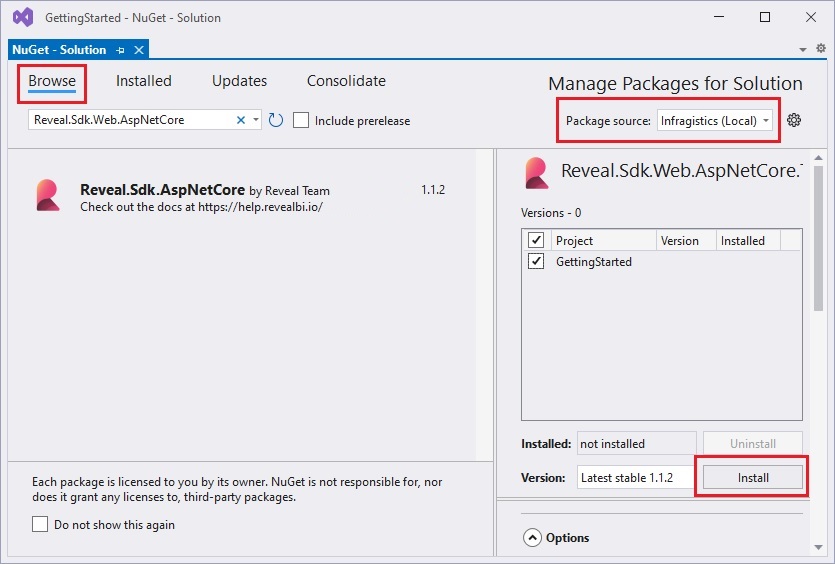 GettingStarted - NuGet - Solution
NuGet - Solution
Browse Installed Updates Consolidate
Manage Packages for Solution
Reveal.Sdk.Web.AspNetCore
Include prerelease
Package source: Infragistics (Local)
Reveal.Sdk.AspNetCore by Reveal Team 1.1.2
Check out the docs at https://help.revealbi.io/
Reveal.Sdk.Web.AspNetCore.
Versions - 0
Project Version Installed
GettingStarted
Installed: not installed Uninstall
Version: Latest stable 1.1.2 Install
Options
Each package is licensed to you by its owner. NuGet is not responsible for, nor
does it grant any licenses to, third-party packages.
Do not show this again